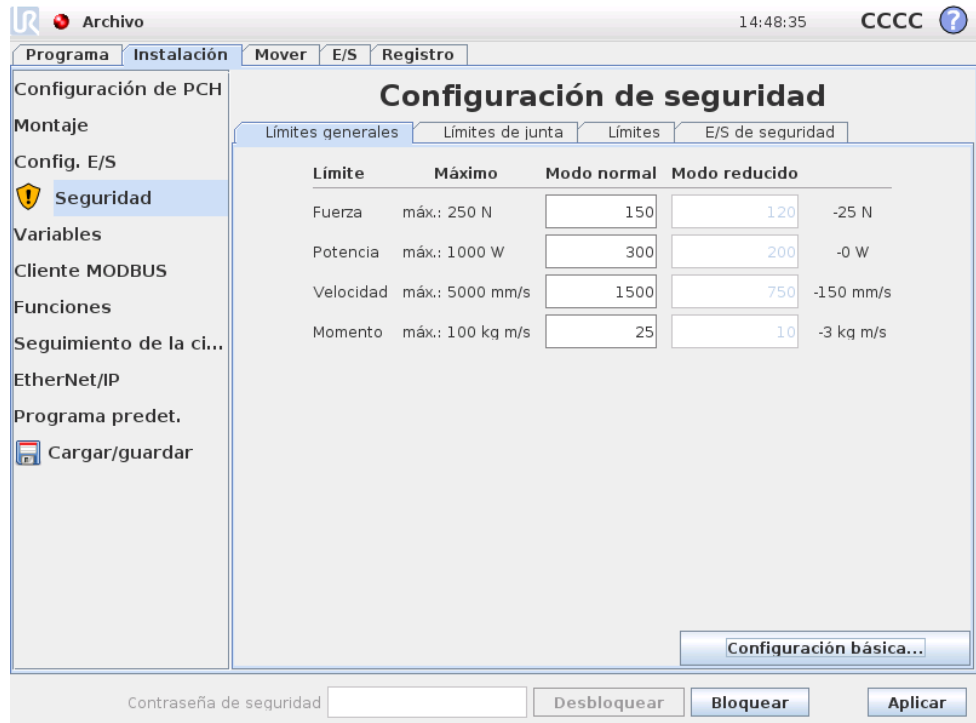 UR Archivo 14:48:35 CCCC ?
Programa Instalación Mover E/S Registro
Configuración de PCH
Montaje
Config. E/S
Seguridad
Variables
Cliente MODBUS
Funciones
Seguimiento de la ci...
EtherNet/IP
Programa predet.
Cargar/guardar
Configuración de seguridad
Límites generales Límites de junta Límites E/S de seguridad
Límite Máximo Modo normal Modo reducido
Fuerza máx.: 250 N 150 120 -25 N
Potencia máx.: 1000 W 300 200 -0 W
Velocidad máx.: 5000 mm/s 1500 750 -150 mm/s
Momento máx.: 100 kg m/s 25 10 -3 kg m/s
Configuración básica...
Contraseña de seguridad Desbloquear Bloquear Aplicar